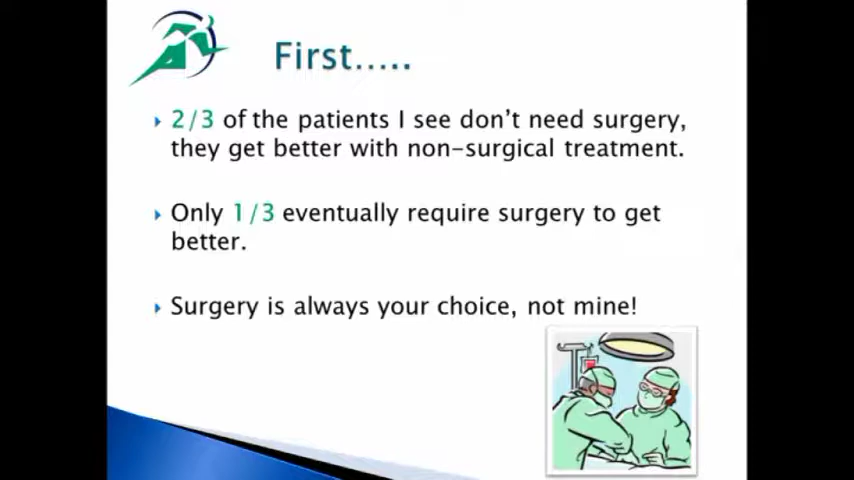 First.....
2/3 of the patients I see don't need surgery,
they get better with non-surgical treatment.
Only 1/3 eventually require surgery to get
better.
Surgery is always your choice, not mine!